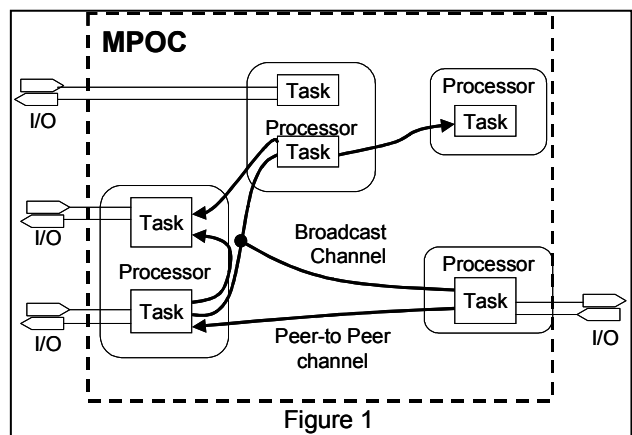 MPOC
Task
Processor
Task
I/O
Processor
Task
Task
I/O
Processor
Task
I/O
Broadcast
Channel
Processor
Task
I/O
Peer-to Peer
channel
Figure 1